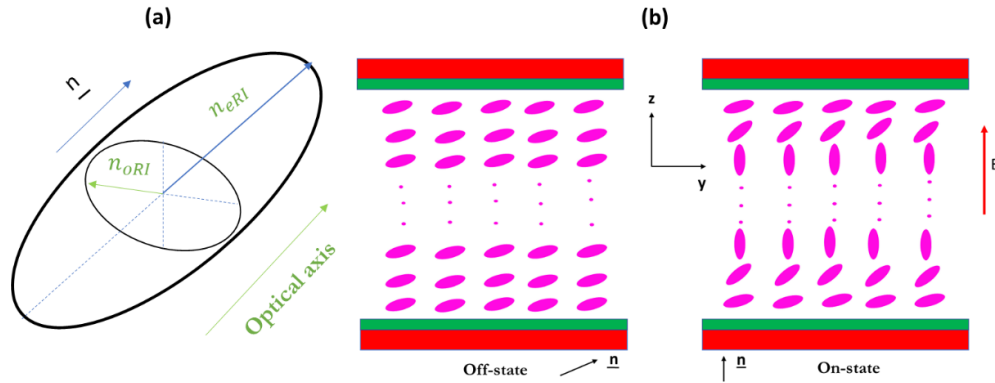 (a)
(b)
n
n_eRI
n_oRI
Optical axis
z
y
E
Off-state
n
n
On-state